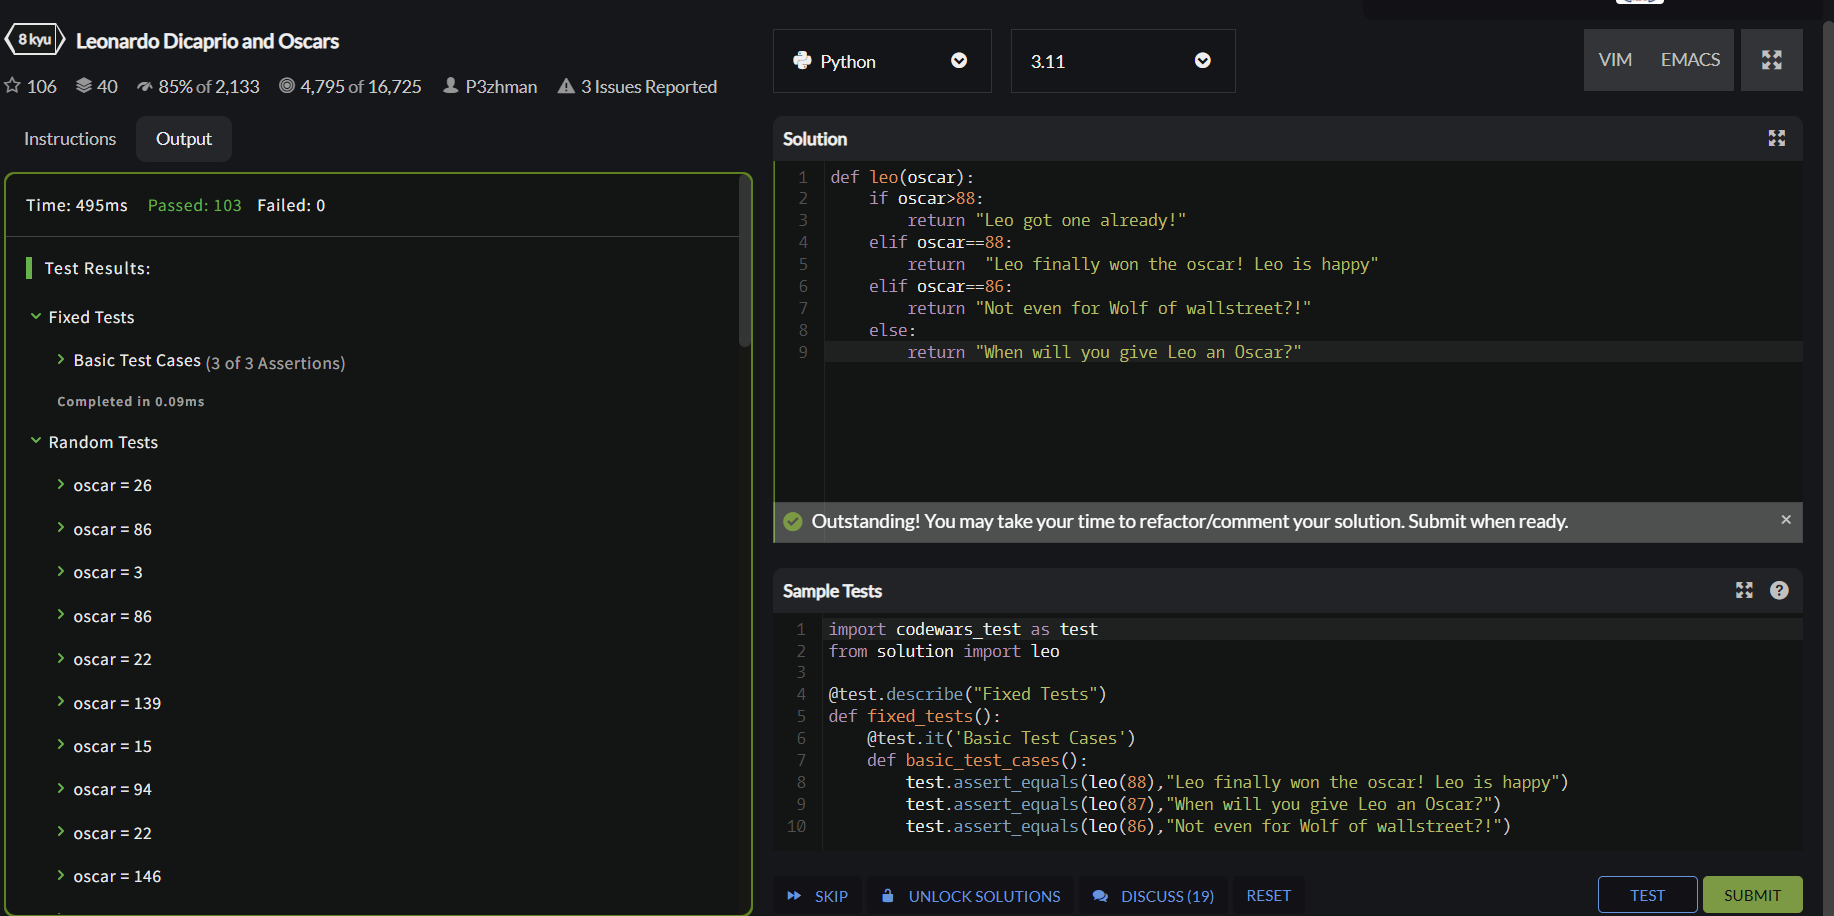 8 kyu
Leonardo Dicaprio and Oscars
106 40 85% of 2,133 4,795 of 16,725 P3zhman 3 Issues Reported
Instructions Output
Time: 495ms Passed: 103 Failed: 0
Test Results:
Fixed Tests
Basic Test Cases (3 of 3 Assertions)
Completed in 0.09ms
Random Tests
oscar = 26
oscar = 86
oscar = 3
oscar = 86
oscar = 22
oscar = 139
oscar = 15
oscar = 94
oscar = 22
oscar = 146
Python 3.11 VIM EMACS
Solution
1 def leo(oscar):
2     if oscar>88:
3         return "Leo got one already!"
4     elif oscar==88:
5         return  "Leo finally won the oscar! Leo is happy"
6     elif oscar==86:
7         return "Not even for Wolf of wallstreet?!"
8     else:
9         return "When will you give Leo an Oscar?"
Outstanding! You may take your time to refactor/comment your solution. Submit when ready. ×
Sample Tests ?
1 import codewars_test as test
2 from solution import leo
3
4 @test.describe("Fixed Tests")
5 def fixed_tests():
6     @test.it('Basic Test Cases')
7     def basic_test_cases():
8         test.assert_equals(leo(88),"Leo finally won the oscar! Leo is happy")
9         test.assert_equals(leo(87),"When will you give Leo an Oscar?")
10         test.assert_equals(leo(86),"Not even for Wolf of wallstreet?!")
SKIP UNLOCK SOLUTIONS DISCUSS (19) RESET TEST SUBMIT